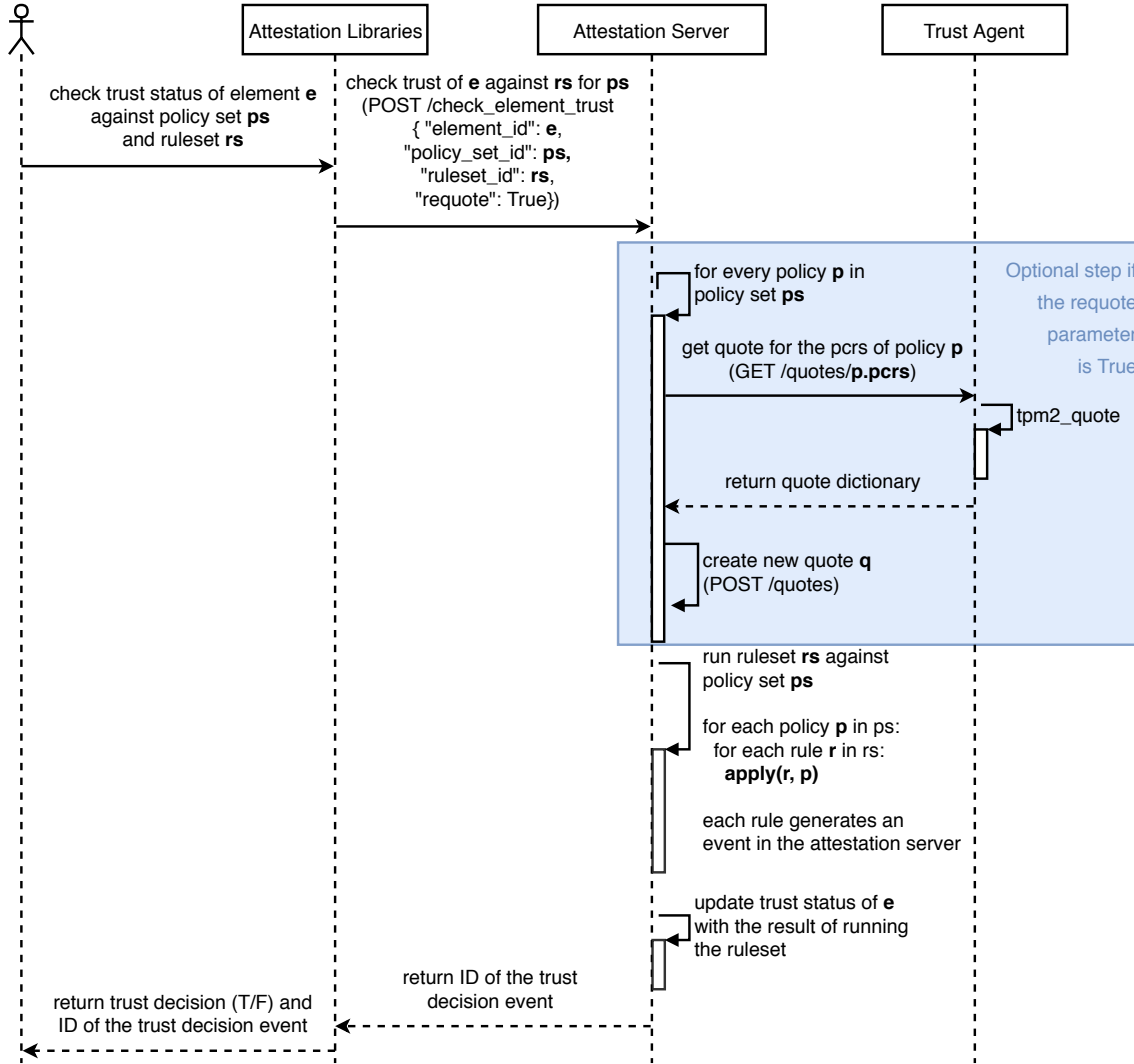 Attestation Libraries
Attestation Server
Trust Agent
check trust status of element e
against policy set ps
and ruleset rs
check trust of e against rs for ps
(POST /check_element_trust
{ "element_id": e,
"policy_set_id": ps,
"ruleset_id": rs,
"requote": True})
for every policy p in
policy set ps
Optional step if
the requote
parameter
is True
get quote for the pcrs of policy p
(GET /quotes/p.pcrs)
tpm2_quote
return quote dictionary
create new quote q
(POST /quotes)
run ruleset rs against
policy set ps
for each policy p in ps:
for each rule r in rs:
apply(r, p)
each rule generates an
event in the attestation server
update trust status of e
with the result of running
the ruleset
return ID of the trust
decision event
return trust decision (T/F) and
ID of the trust decision event